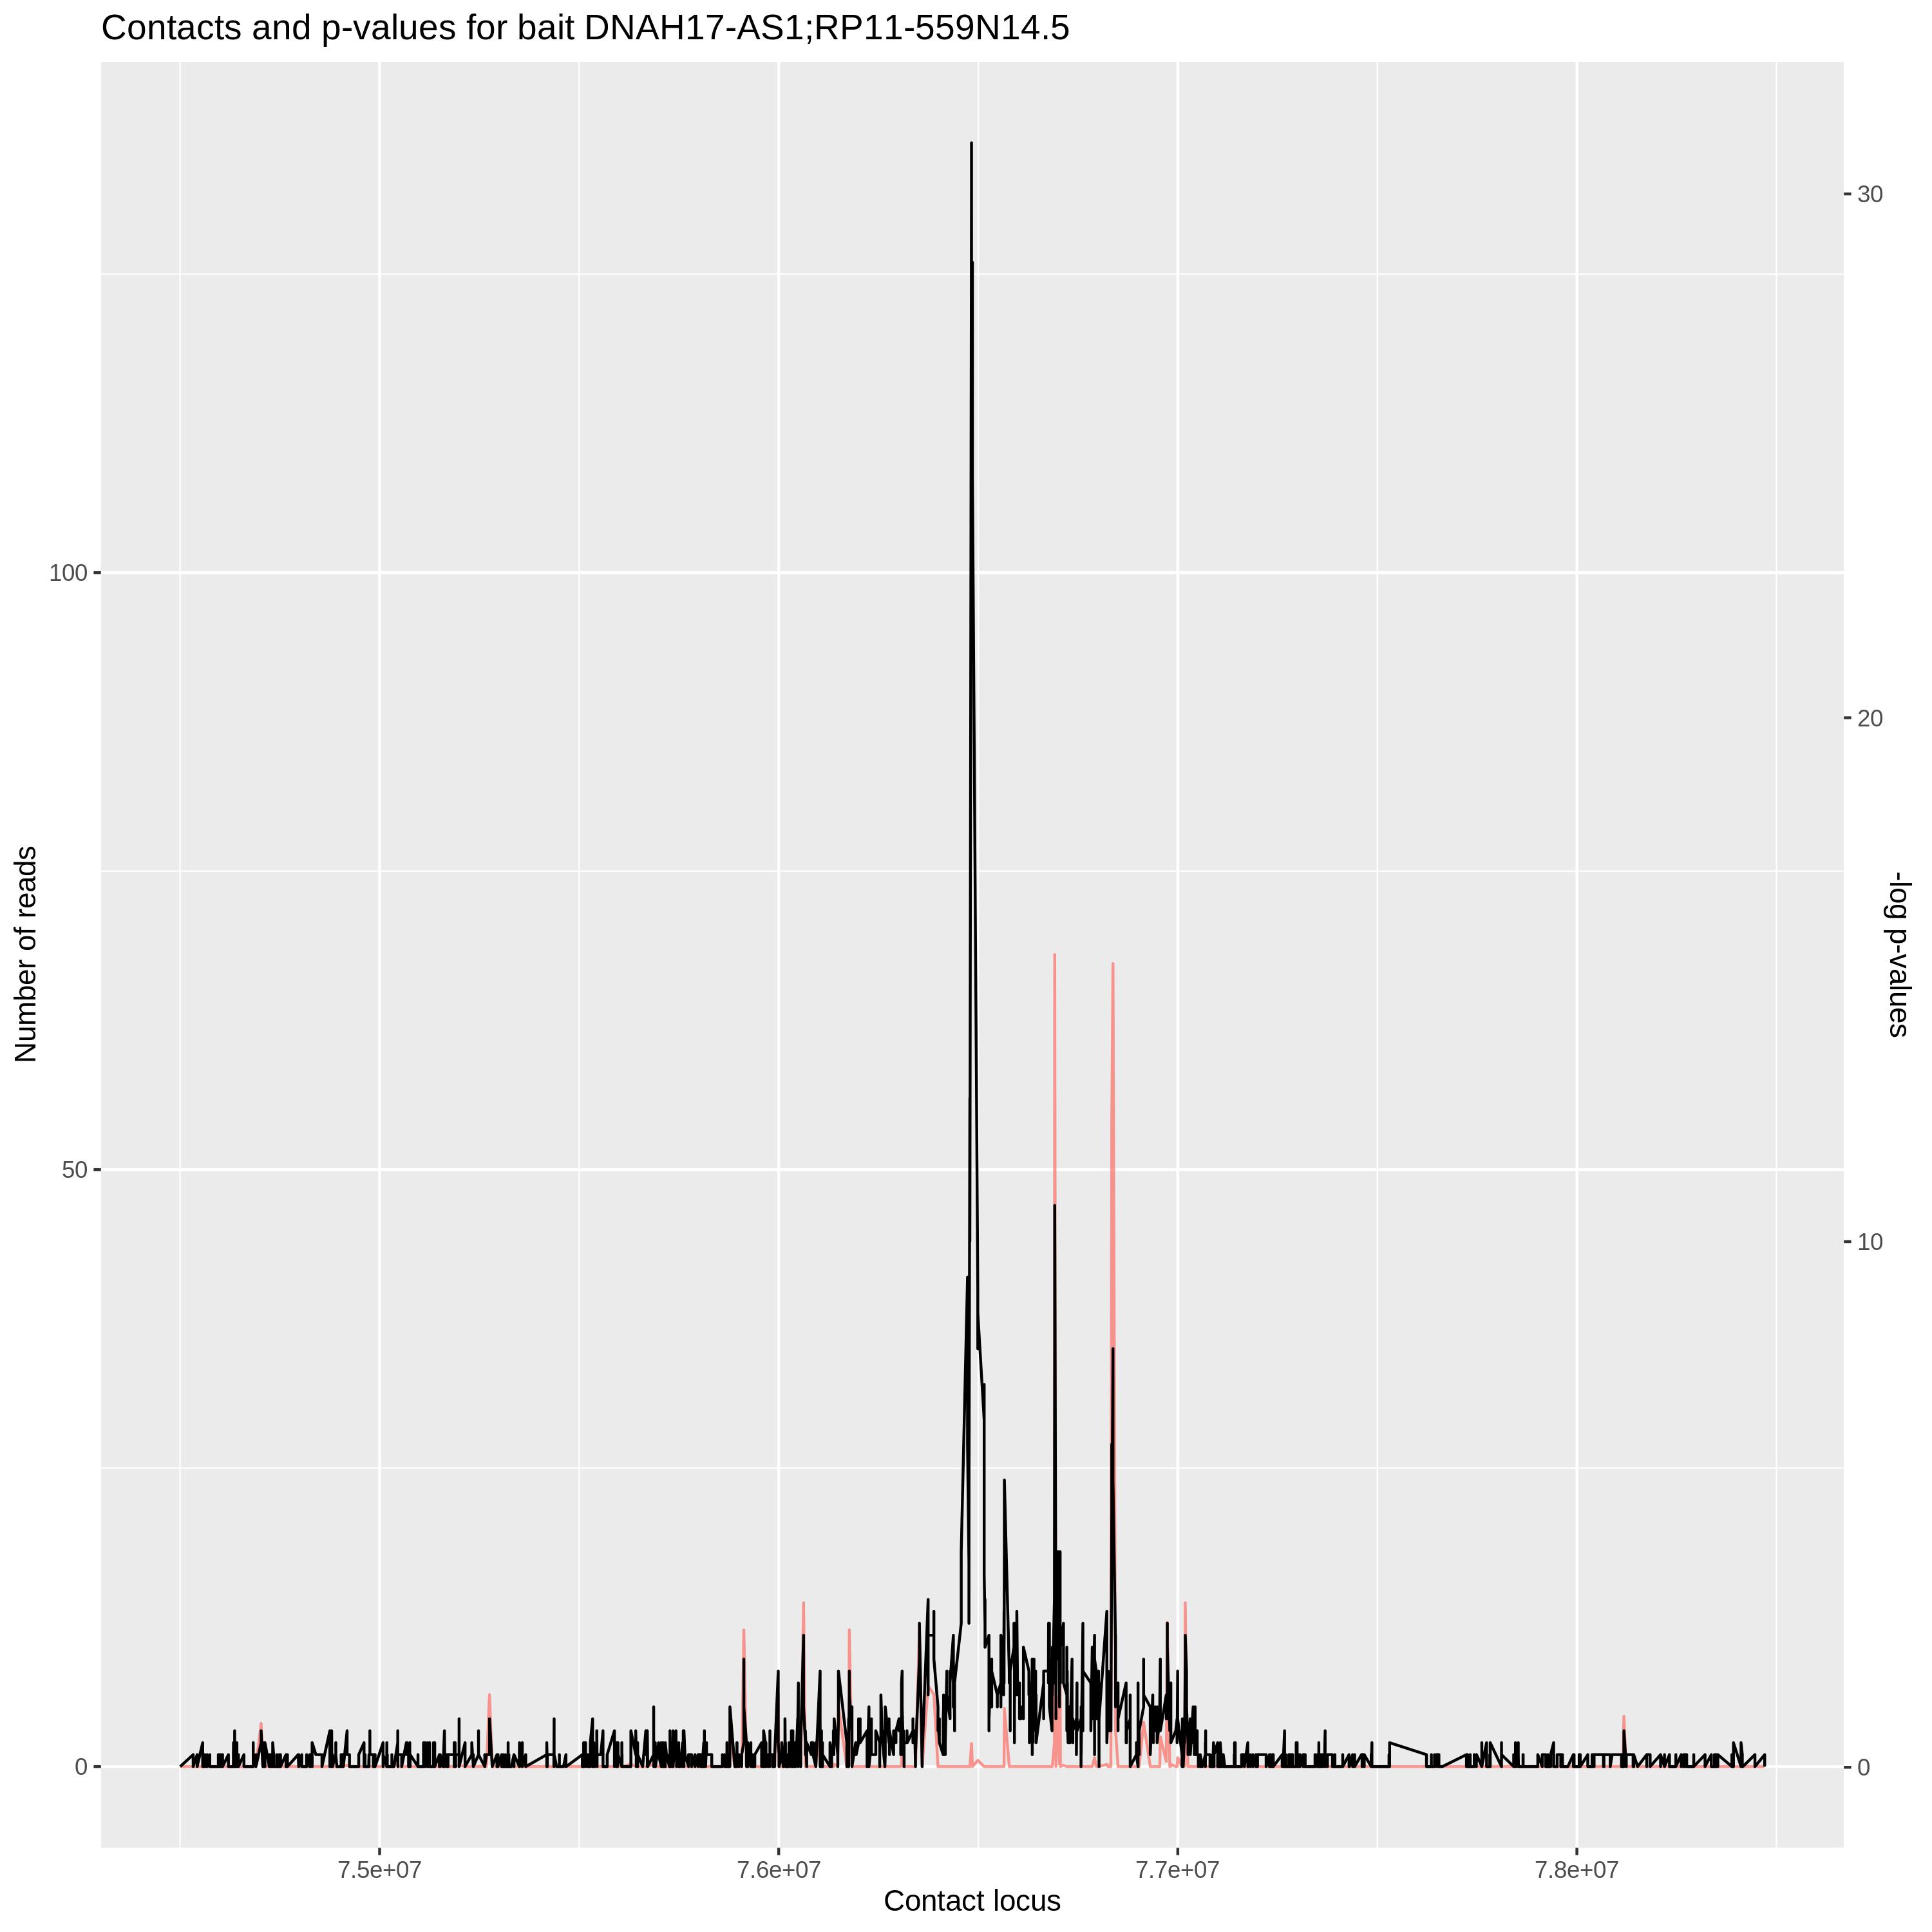 Contacts and p-values for bait DNAH17-AS1;RP11-559N14.5
30
100
20
Number of reads
-log p-values
50
10
0
0
7.5e+07
7.6e+07
7.7e+07
7.8e+07
Contact locus